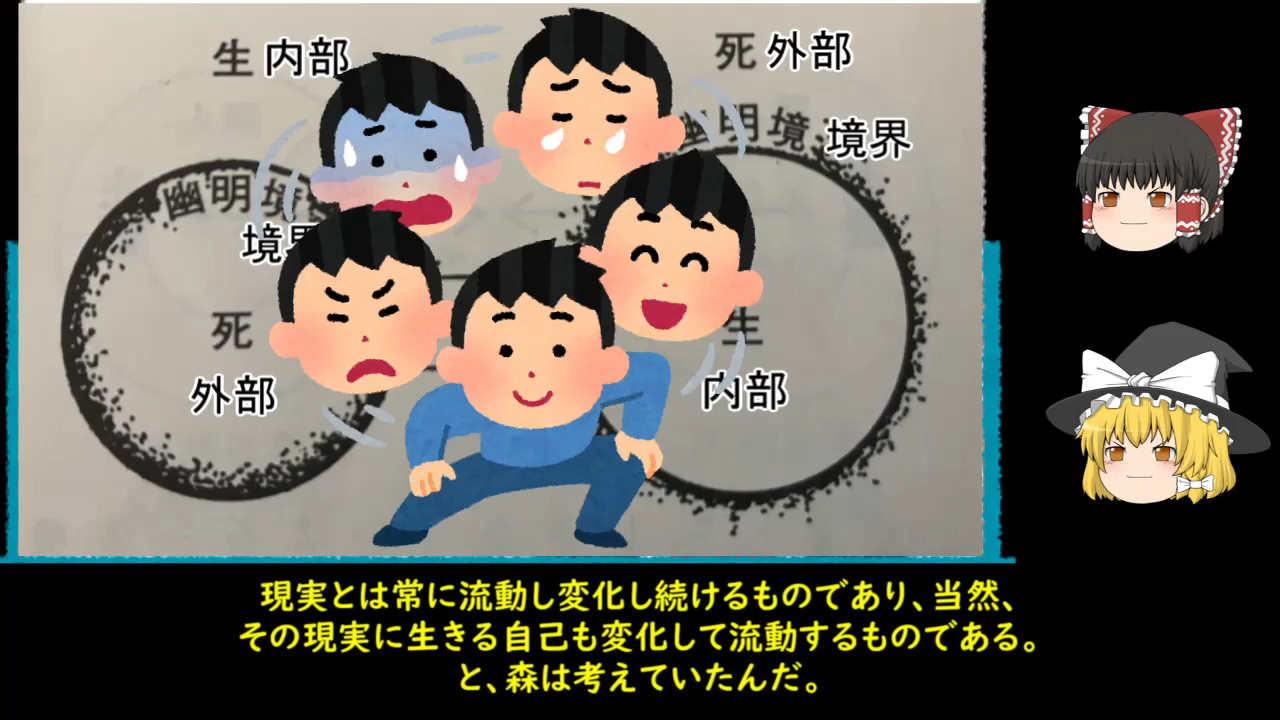 生 内部
死 外部
幽明境 境界
幽明境
境界
死
生
外部
内部
現実とは常に流動し変化し続けるものであり、当然、
その現実に生きる自己も変化して流動するものである。
と、森は考えていたんだ。